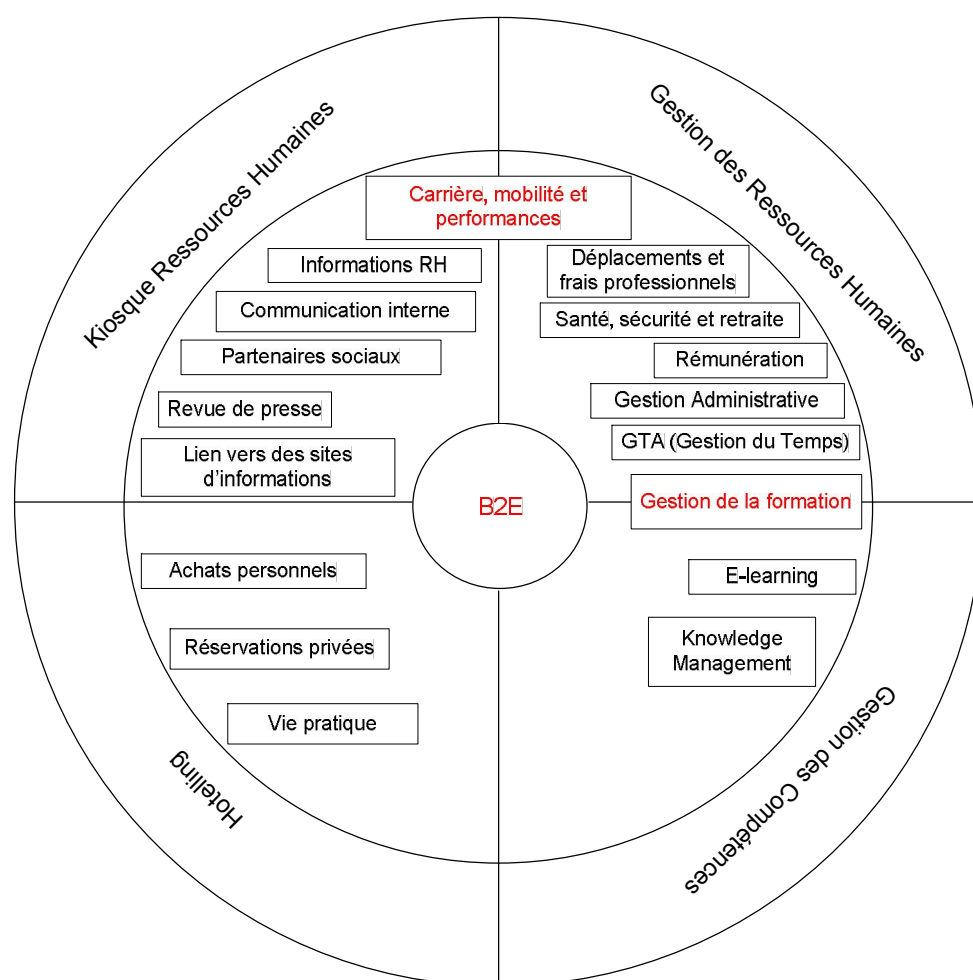 Kiosque Ressources Humaines
Gestion des Ressources Humaines
Carrière, mobilité et
performances
Informations RH
Communication interne
Partenaires sociaux
Revue de presse
Lien vers des sites
d'informations
Déplacements et
frais professionnels
Santé, sécurité et retraite
Rémunération
Gestion Administrative
GTA (Gestion du Temps)
B2E
Gestion de la formation
Achats personnels
Réservations privées
Vie pratique
E-learning
Knowledge
Management
Hotelling
Gestion des Compétences